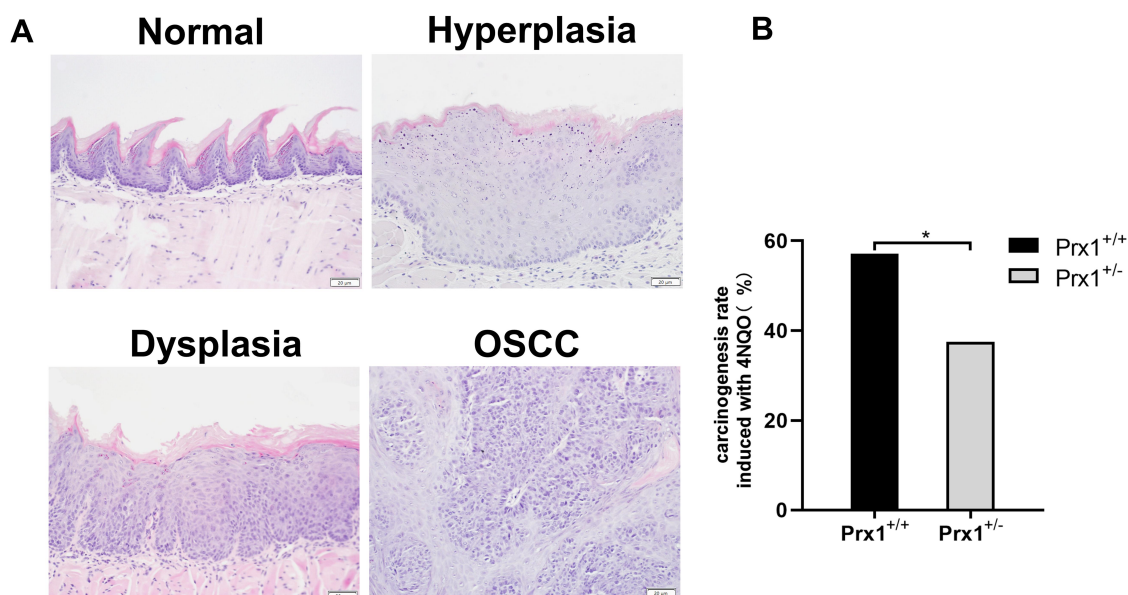 A
Normal
Hyperplasia
20 μm
20 μm
Dysplasia
OSCC
20 μm
B
carcinogenesis rate
induced with 4NQO( %)
60
40
20
0
*
Prx1+/+
Prx1+/-
Prx1+/+
Prx1+/-